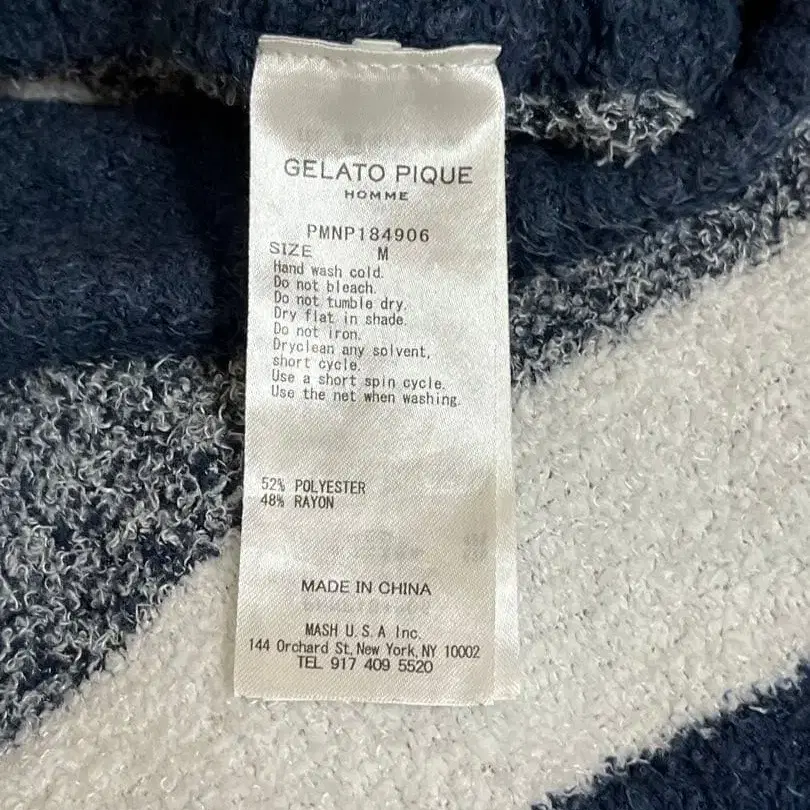 GELATO PIQUE
HOMME
PMNP184906
SIZE M
Hand wash cold.
Do not bleach.
Do not tumble dry.
Dry flat in shade.
Do not iron.
Dryclean any solvent,
short cycle.
Use a short spin cycle.
Use the net when washing.
52% POLYESTER
48% RAYON
MADE IN CHINA
MASH U.S.A Inc.
144 Orchard St, New York, NY 10002
TEL 917 409 5520